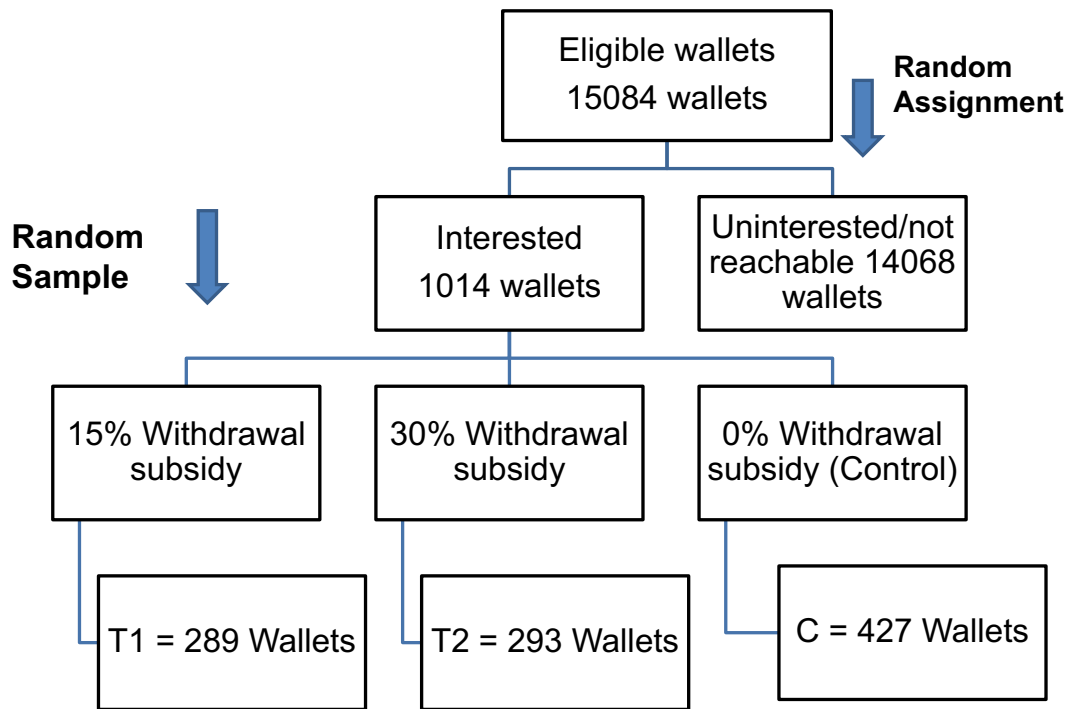 Eligible wallets
15084 wallets
Random
Assignment
Random
Sample
Interested
1014 wallets
Uninterested/not
reachable 14068
wallets
15% Withdrawal
subsidy
30% Withdrawal
subsidy
0% Withdrawal
subsidy (Control)
T1 = 289 Wallets
T2 = 293 Wallets
C = 427 Wallets